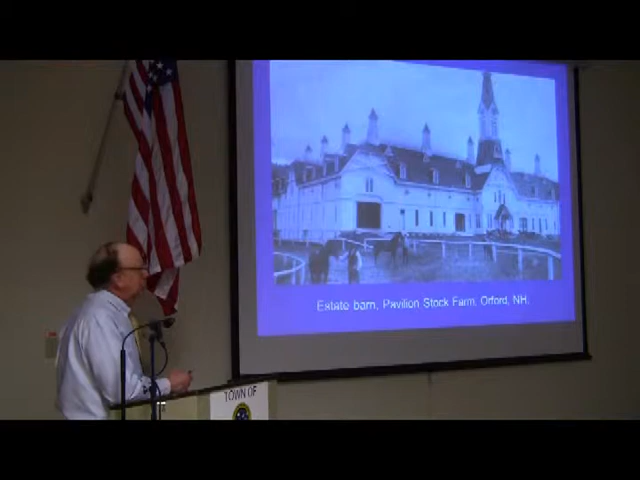 Estate barn, Pavilion Stock Farm, Orford, NH.
TOWN OF